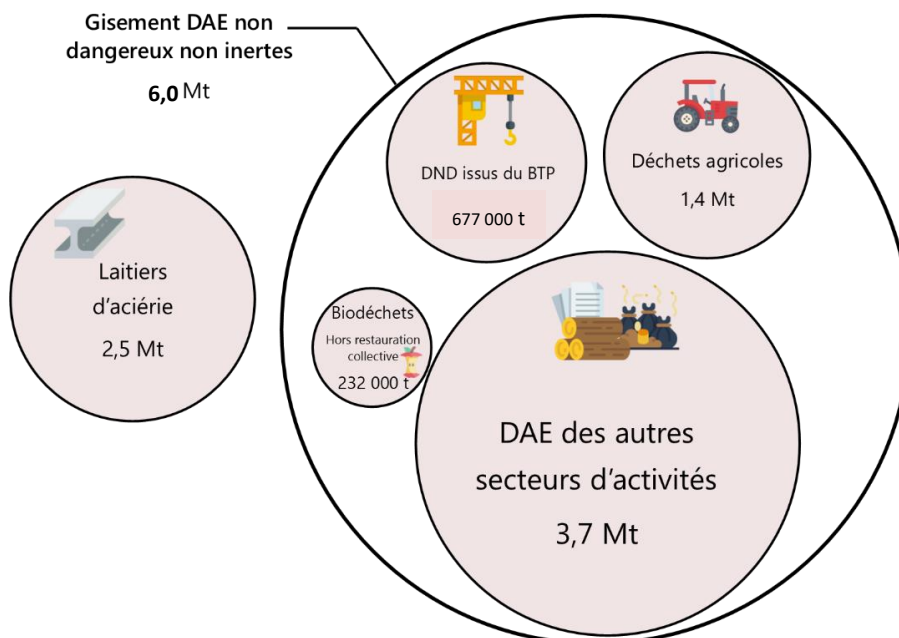 Gisement DAE non
dangereux non inertes
6,0 Mt
DND issus du BTP
677 000 t
Déchets agricoles
1,4 Mt
Laitiers
d’aciérie
2,5 Mt
Biodéchets
Hors restauration
collective
232 000 t
DAE des autres
secteurs d’activités
3,7 Mt